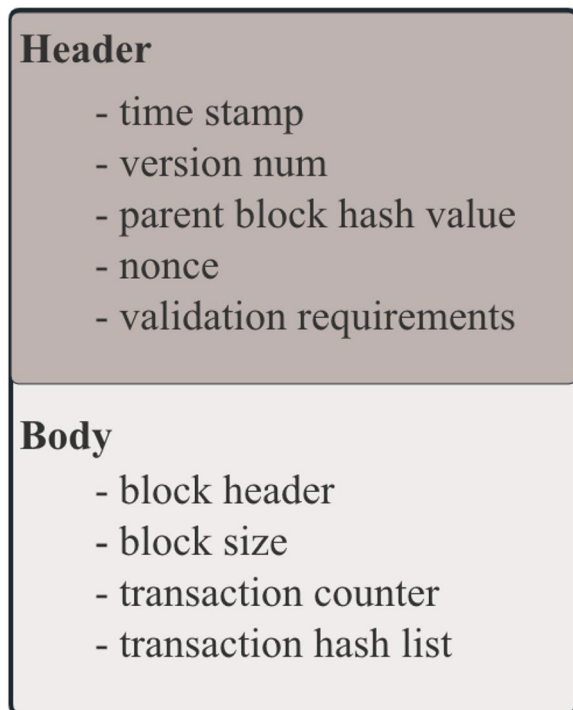 Header
- time stamp
- version num
- parent block hash value
- nonce
- validation requirements
Body
- block header
- block size
- transaction counter
- transaction hash list